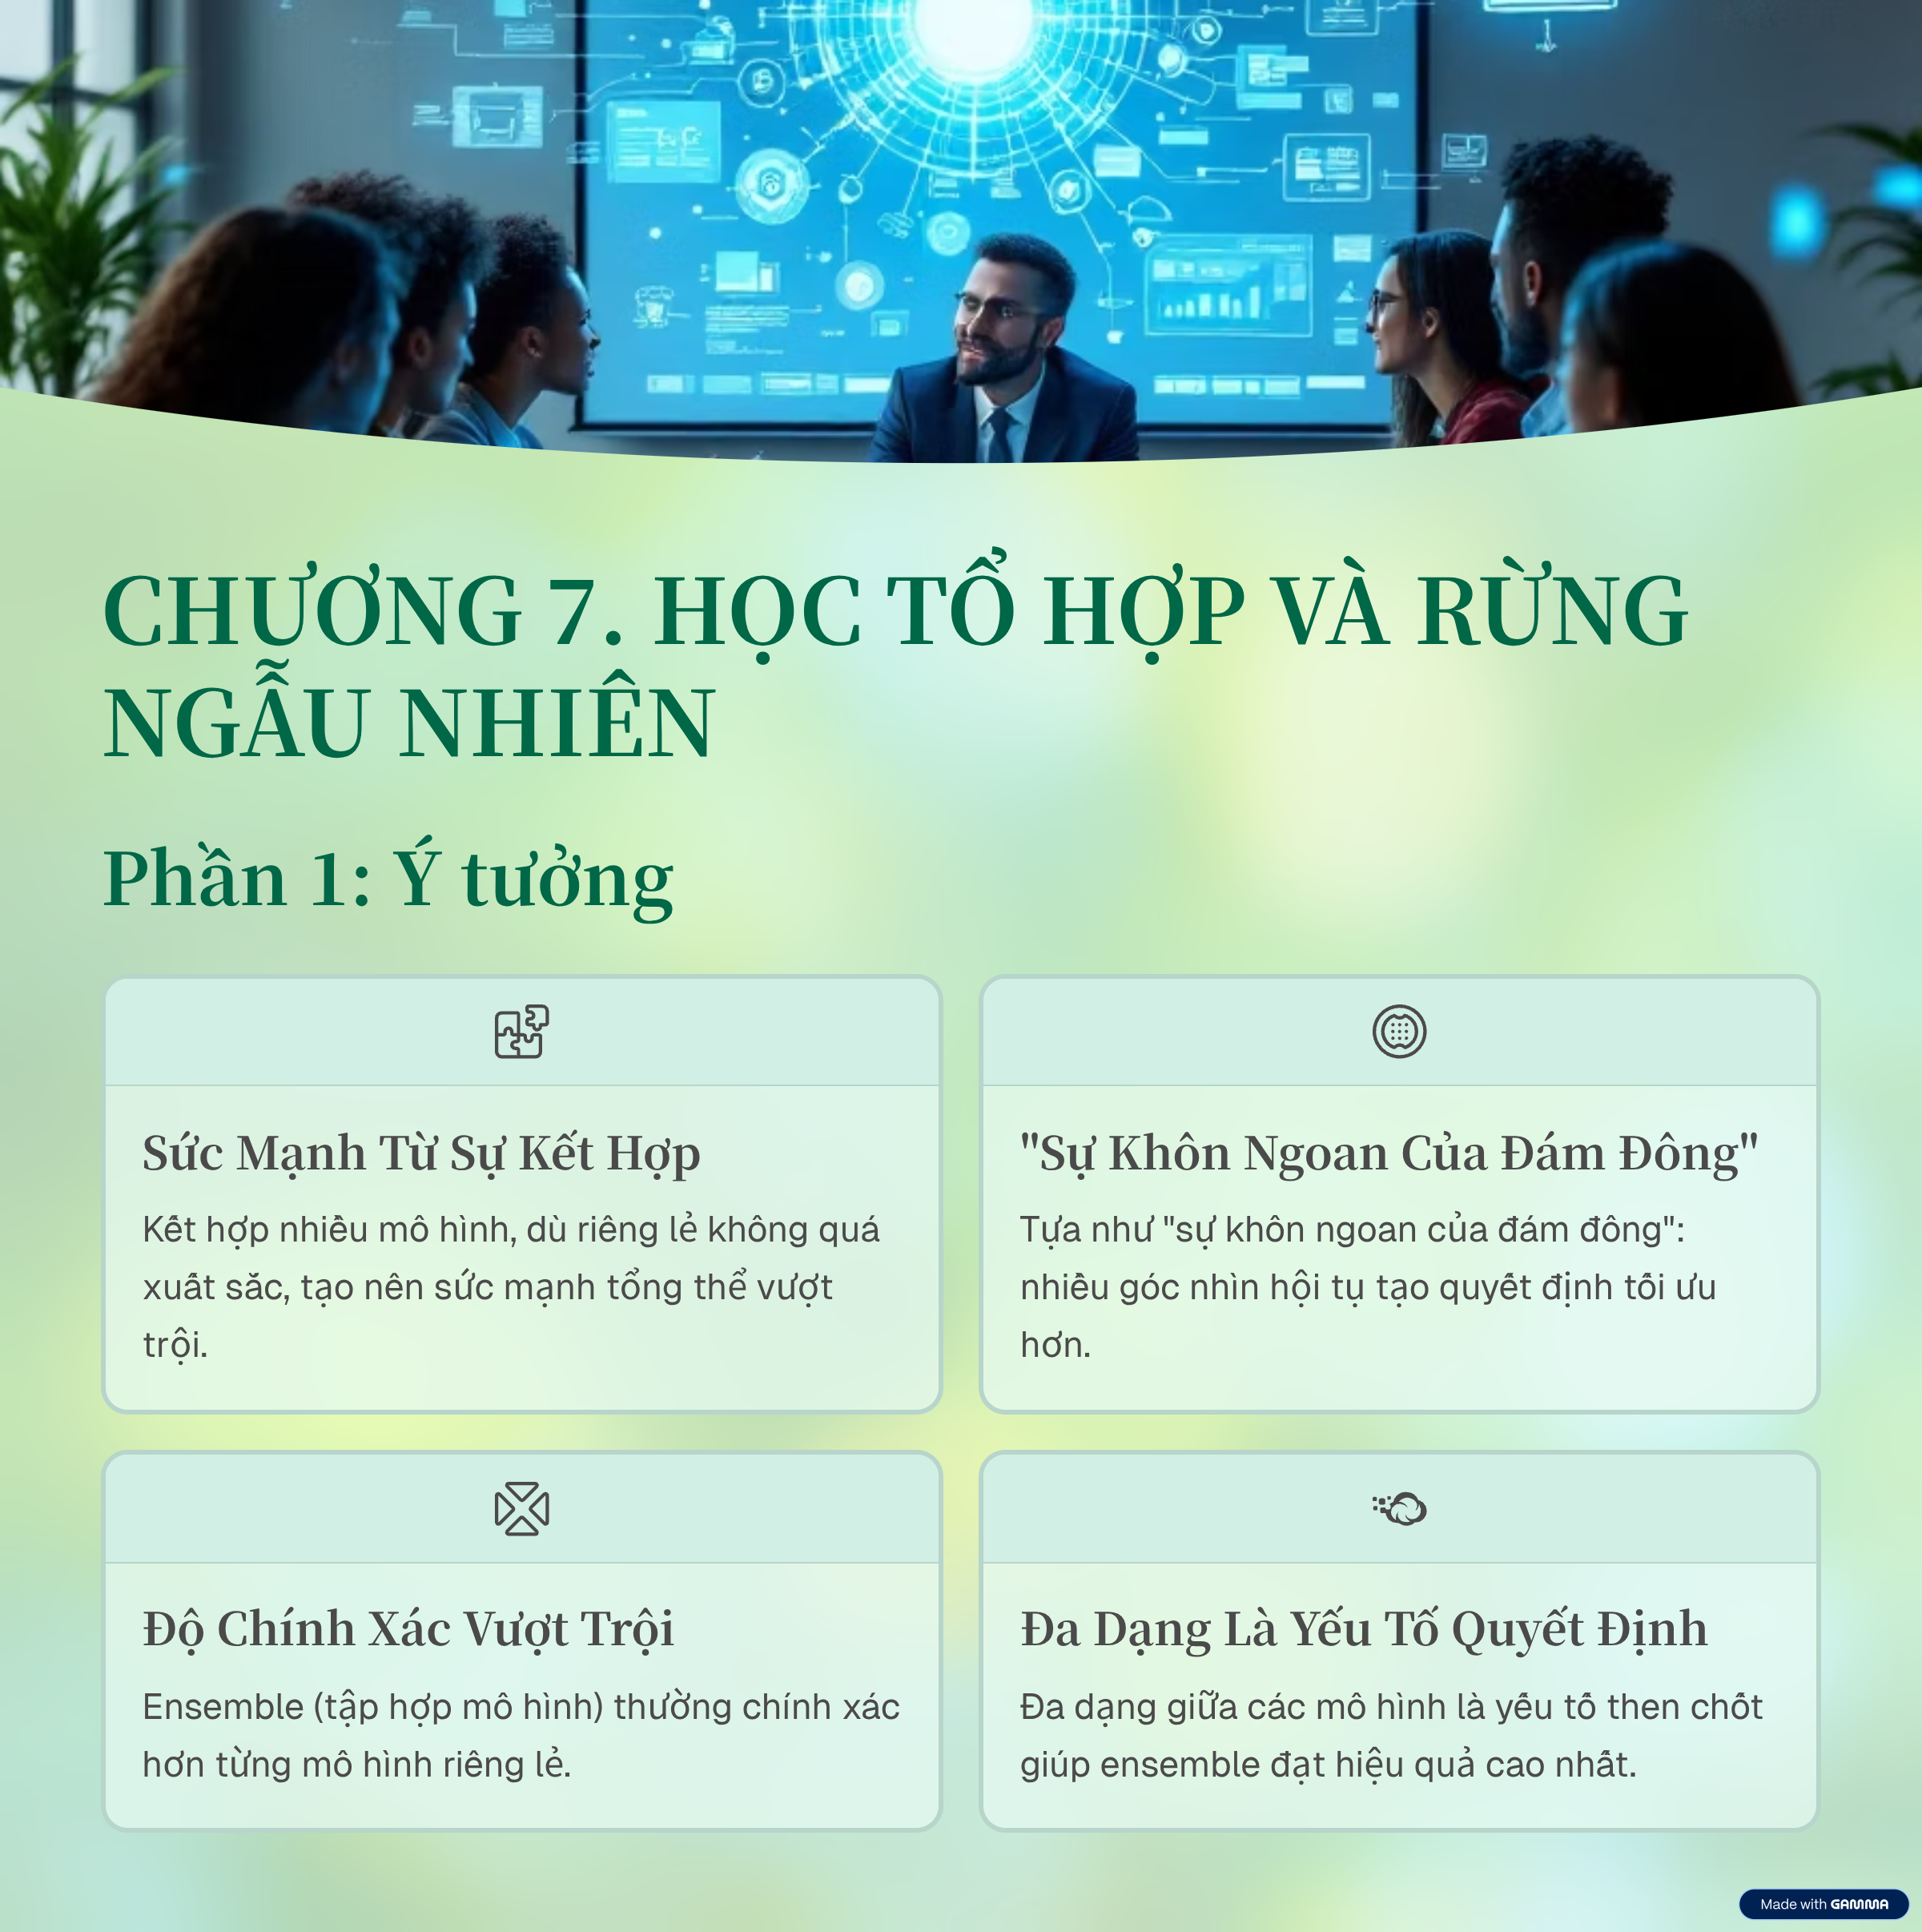 CHƯƠNG 7. HỌC TỔ HỢP VÀ RỪNG
NGẪU NHIÊN
Phần 1: Ý tưởng
Sức Mạnh Từ Sự Kết Hợp
Kết hợp nhiều mô hình, dù riêng lẻ không quá
xuất sắc, tạo nên sức mạnh tổng thể vượt
trội.
"Sự Khôn Ngoan Của Đám Đông"
Tựa như "sự khôn ngoan của đám đông":
nhiều góc nhìn hội tụ tạo quyết định tối ưu
hơn.
Độ Chính Xác Vượt Trội
Ensemble (tập hợp mô hình) thường chính xác
hơn từng mô hình riêng lẻ.
Đa Dạng Là Yếu Tố Quyết Định
Đa dạng giữa các mô hình là yếu tố then chốt
giúp ensemble đạt hiệu quả cao nhất.
Made with GAMMA